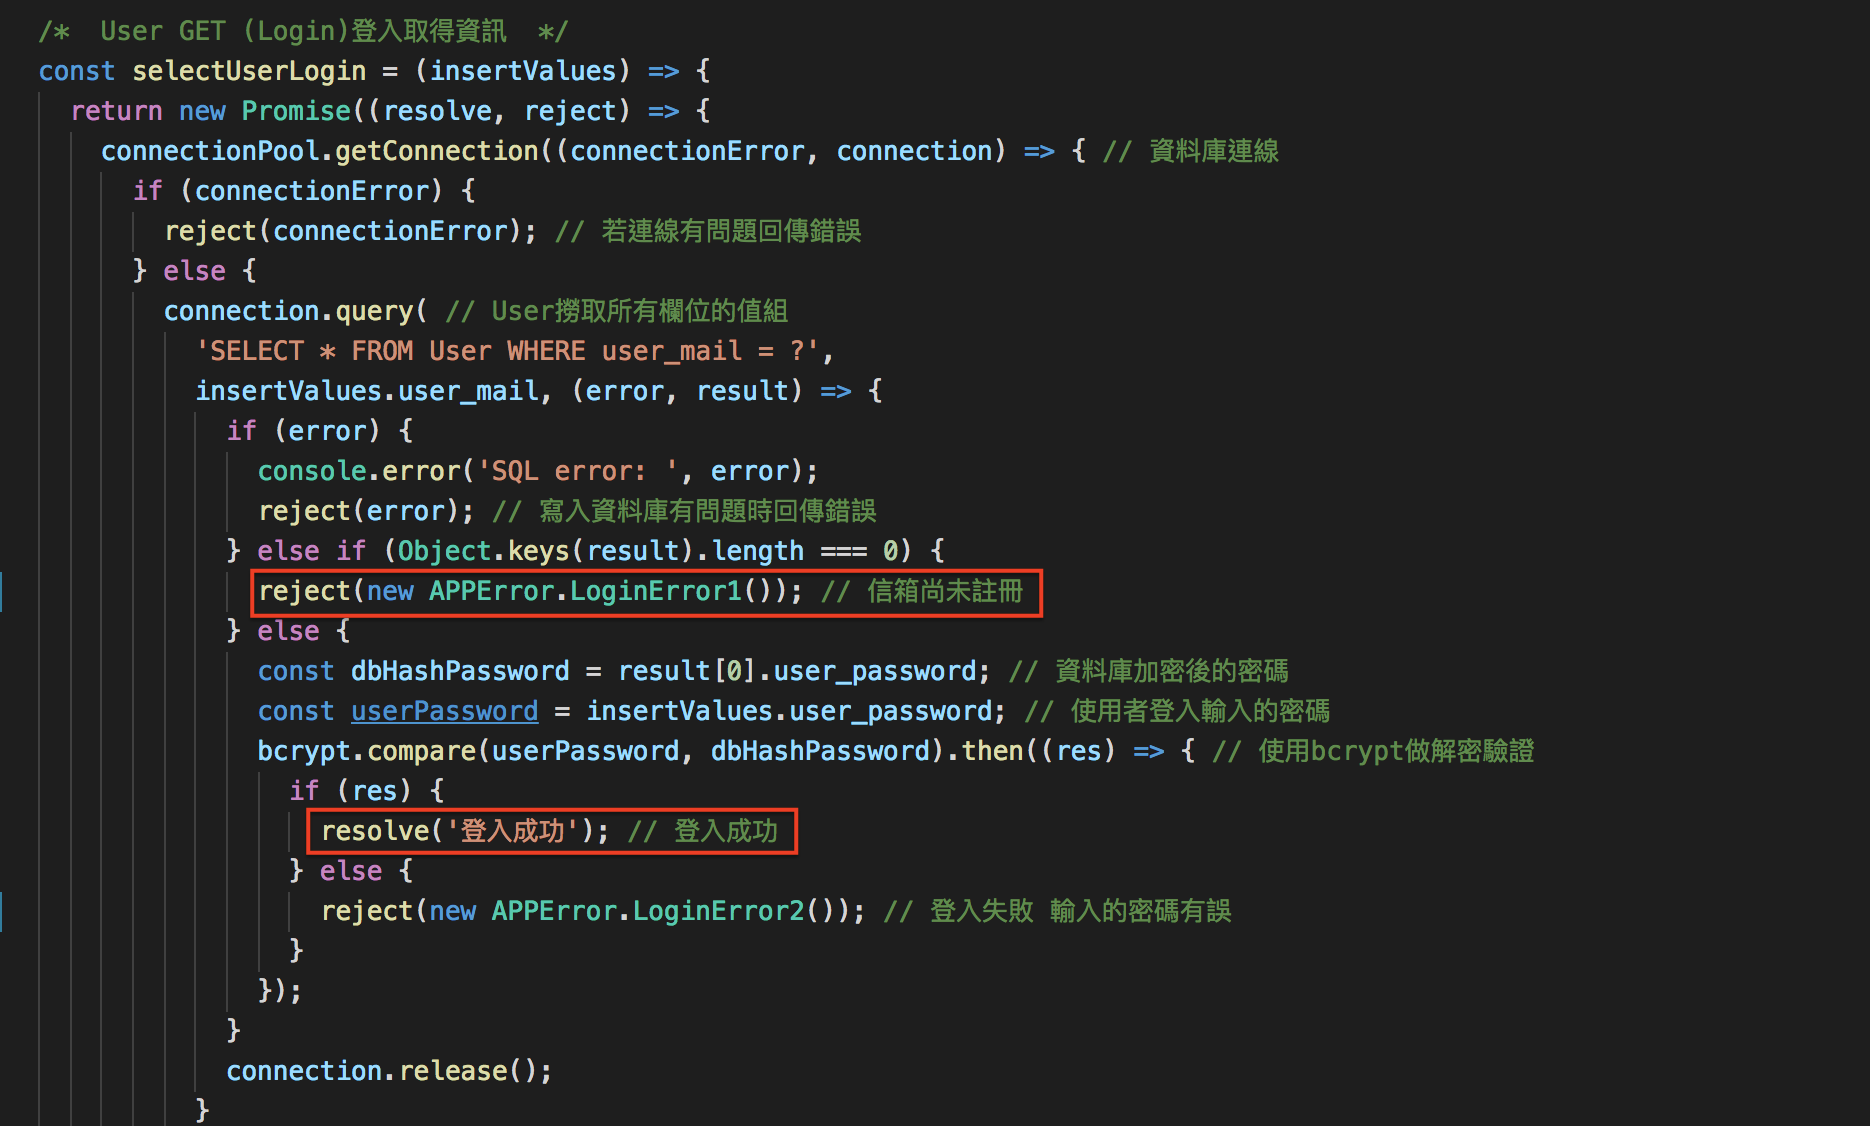 /*  User GET (Login)登入取得資訊  */
const selectUserLogin = (insertValues) => {
  return new Promise((resolve, reject) => {
    connectionPool.getConnection((connectionError, connection) => { // 資料庫連線
      if (connectionError) {
        reject(connectionError); // 若連線有問題回傳錯誤
      } else {
        connection.query( // User撈取所有欄位的值組
          'SELECT * FROM User WHERE user_mail = ?',
          insertValues.user_mail, (error, result) => {
            if (error) {
              console.error('SQL error: ', error);
              reject(error); // 寫入資料庫有問題時回傳錯誤
            } else if (Object.keys(result).length === 0) {
              reject(new APPError.LoginError1()); // 信箱尚未註冊
            } else {
              const dbHashPassword = result[0].user_password; // 資料庫加密後的密碼
              const userPassword = insertValues.user_password; // 使用者登入輸入的密碼
              bcrypt.compare(userPassword, dbHashPassword).then((res) => { // 使用bcrypt做解密驗證
                if (res) {
                  resolve('登入成功'); // 登入成功
                } else {
                  reject(new APPError.LoginError2()); // 登入失敗 輸入的密碼有誤
                }
              });
            }
            connection.release();
          }